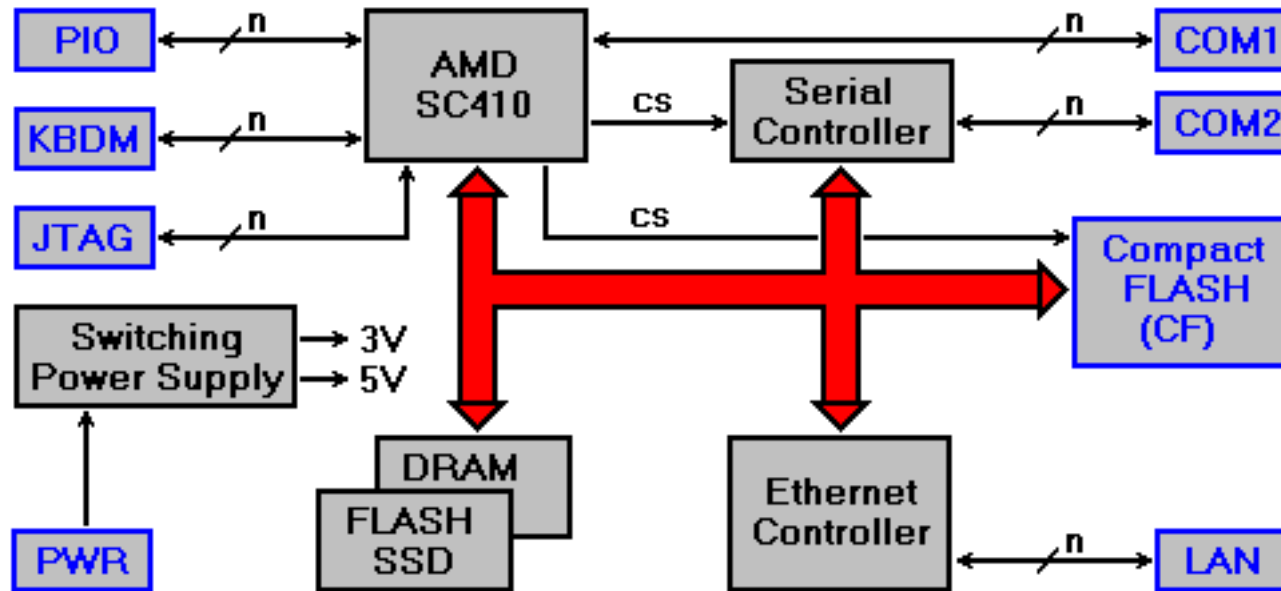 PIO
n
AMD
SC410
n
COM1
KBDM
n
cs
Serial
Controller
n
COM2
JTAG
n
cs
Compact
FLASH
(CF)
Switching
Power Supply
3V
5V
DRAM
FLASH
SSD
Ethernet
Controller
PWR
n
LAN